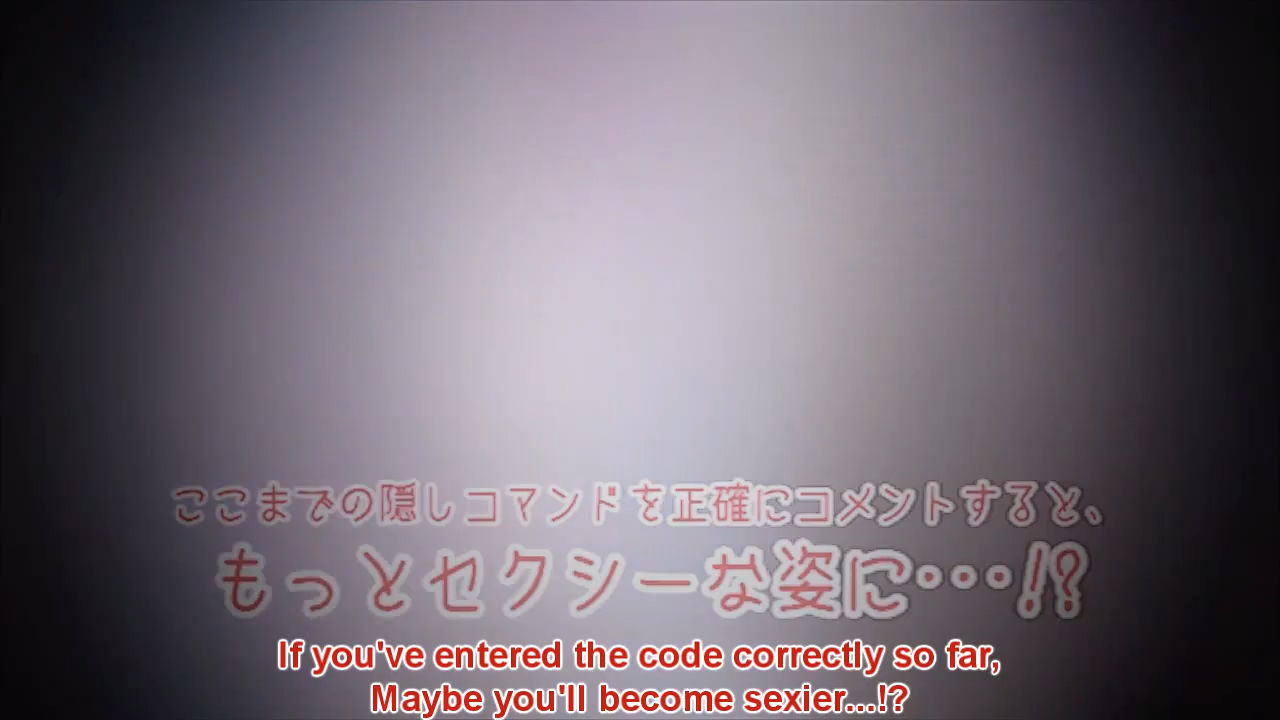 ここまでの隠しコマンドを正確にコメントすると、
もっとセクシーな姿に・・・!?
If you've entered the code correctly so far,
Maybe you'll become sexier...!?